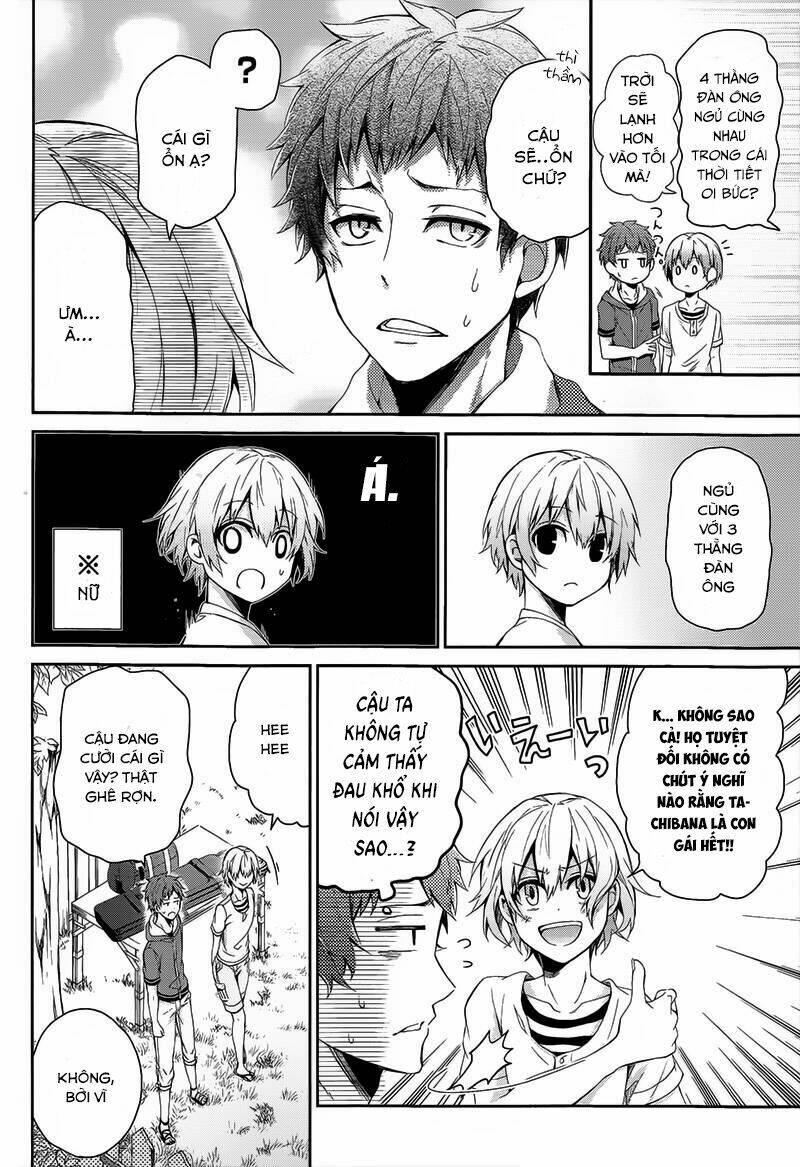 4 THẰNG
ĐÀN ÔNG
NGỦ CÙNG
NHAU
TRONG CÁI
THỜI TIẾT
OI BỨC?
TRỜI
SẼ
LẠNH
HƠN
VÀO TỐI
MÀ!
つんつん
thì
thầm
CẬU
SẼ..ỔN
CHỨ?
?
CÁI GÌ
ỔN Ạ?
ƯM...
À...
NGỦ
CÙNG
VỚI 3
THẰNG
ĐÀN
ÔNG
Á.
※
NỮ
K... KHÔNG SAO
CẢ! HỌ TUYỆT
ĐỐI KHÔNG CÓ
CHÚT Ý NGHĨ
NÀO RẰNG TA-
CHIBANA LÀ CON
GÁI HẾT!!
いえーいっ
CẬU TA
KHÔNG TỰ
CẢM THẤY
ĐAU KHỔ KHI
NÓI VẬY
SAO...?
HEE
HEE
CẬU ĐANG
CƯỜI CÁI GÌ
VẬY? THẬT
GHÊ RỢN.
KHÔNG,
BỞI VÌ